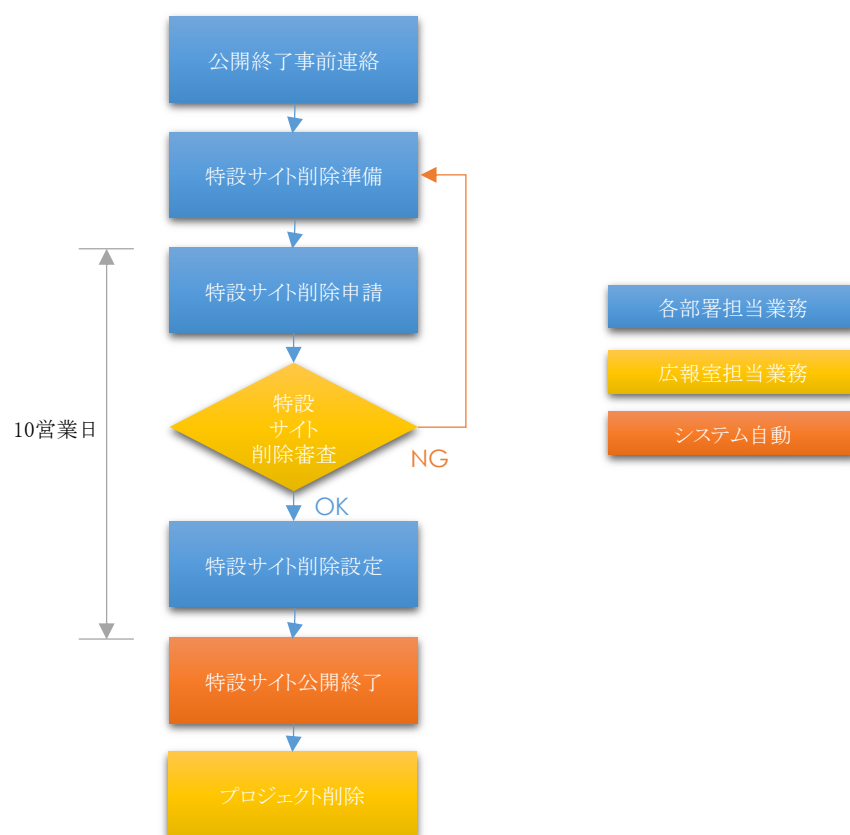 公開終了事前連絡
特設サイト削除準備
特設サイト削除申請
各部署担当業務
広報室担当業務
特設
サイト
削除審査
10営業日
システム自動
NG
OK
特設サイト削除設定
特設サイト公開終了
プロジェクト削除